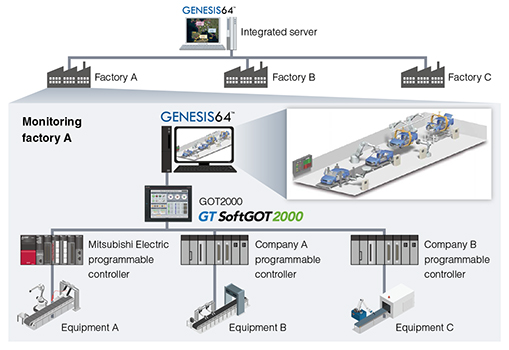 GENESIS64™
Integrated server
Factory A
Factory B
Factory C
Monitoring
factory A
GENESIS64™
GOT2000
GT SoftGOT2000
Mitsubishi Electric
programmable
controller
Company A
programmable
controller
Company B
programmable
controller
Equipment A
Equipment B
Equipment C